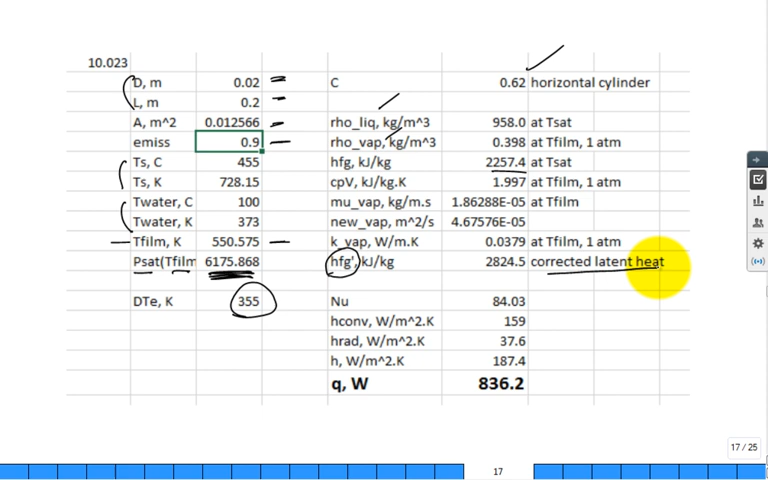 10.023
D, m 0.02 C 0.62 horizontal cylinder
L, m 0.2
A, m^2 0.012566 rho_liq, kg/m^3 958.0 at Tsat
emiss 0.9 rho_vap, kg/m^3 0.398 at Tfilm, 1 atm
Ts, C 455 hfg, kJ/kg 2257.4 at Tsat
Ts, K 728.15 cpV, kJ/kg.K 1.997 at Tfilm, 1 atm
Twater, C 100 mu_vap, kg/m.s 1.86288E-05 at Tfilm
Twater, K 373 new_vap, m^2/s 4.67576E-05
Tfilm, K 550.575 k_vap, W/m.K 0.0379 at Tfilm, 1 atm
Psat(Tfilm 6175.868 hfg', kJ/kg 2824.5 corrected latent heat
DTe, K 355 Nu 84.03
hconv, W/m^2.K 159
hrad, W/m^2.K 37.6
h, W/m^2.K 187.4
q, W 836.2
17 / 25
17